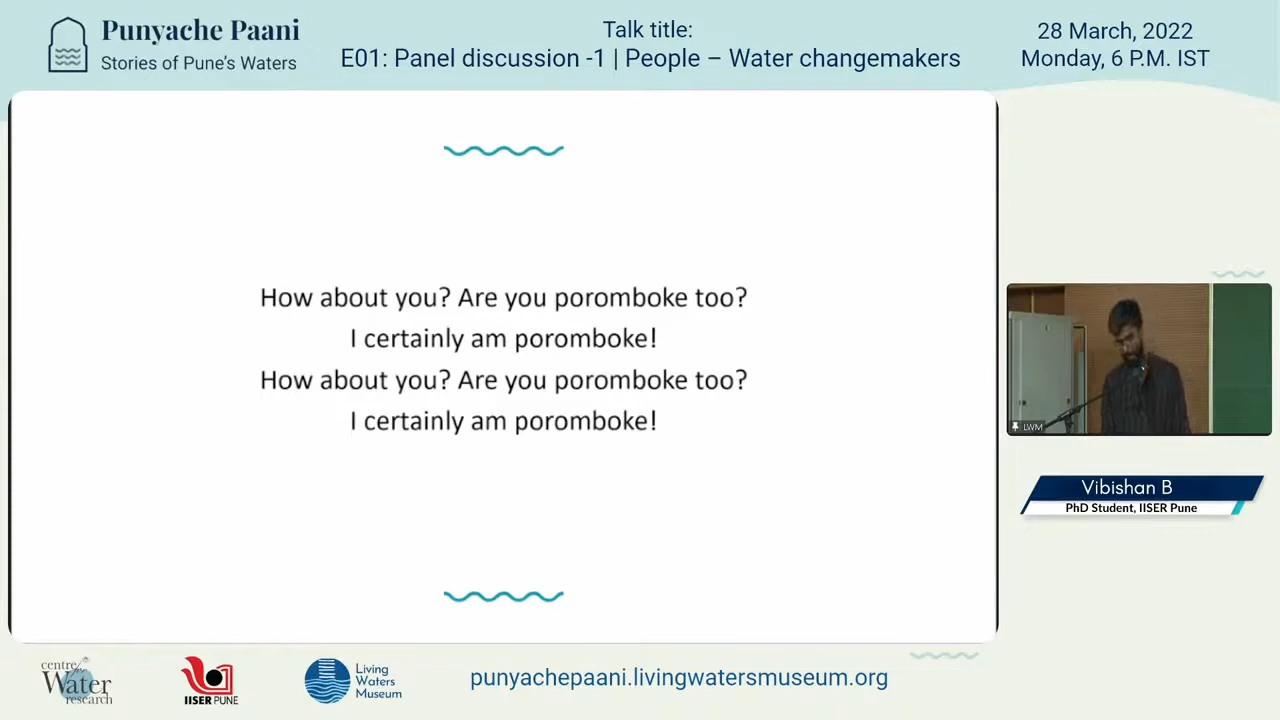 Punyache Paani
Stories of Pune's Waters
Talk title:
E01: Panel discussion -1 | People – Water changemakers
28 March, 2022
Monday, 6 P.M. IST
How about you? Are you poromboke too?
I certainly am poromboke!
How about you? Are you poromboke too?
I certainly am poromboke!
LWM
Vibishan B
PhD Student, IISER Pune
centre for
Water
research
IISER PUNE
Living
Waters
Museum
punyachepaani.livingwatersmuseum.org